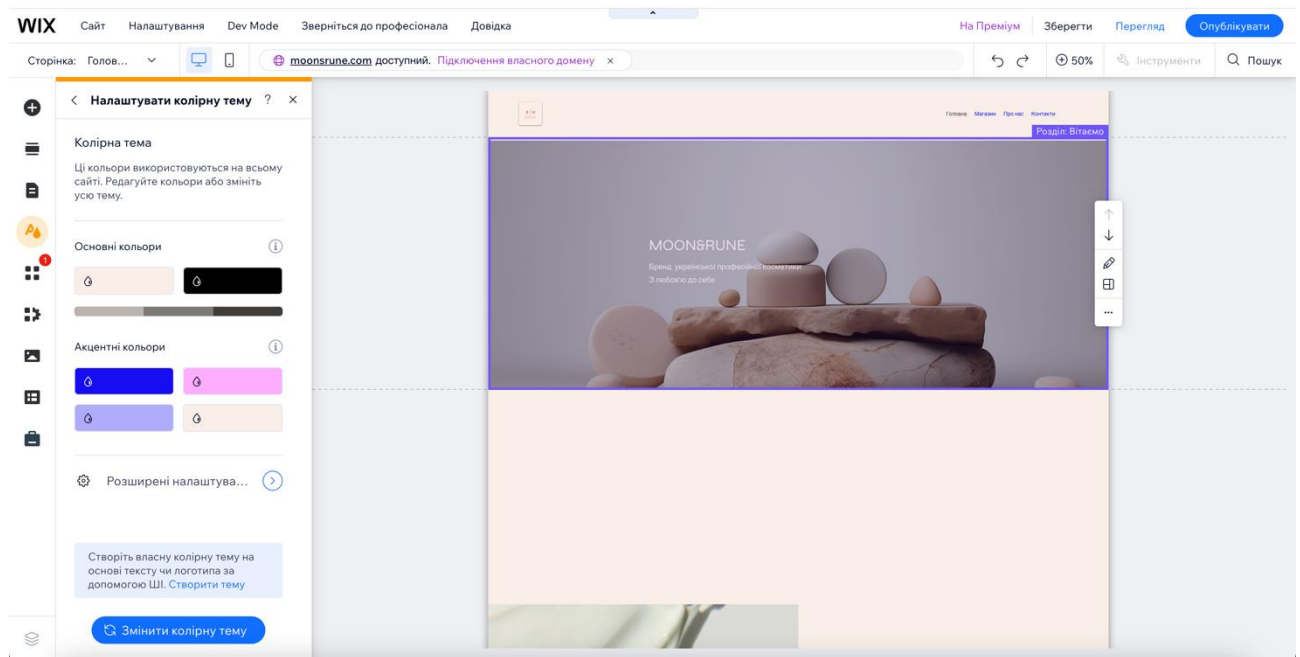 WIX Сайт Налаштування Dev Mode Зверніться до професіонала Довідка На Преміум Зберегти Перегляд Опублікувати
Сторінка: Голов... moonsrune.com доступний. Підключення власного домену × 50% Інструменти Пошук
Налаштувати колірну тему ? ×
Колірна тема
Ці кольори використовуються на всьому
сайті. Редагуйте кольори або змініть
усю тему.
Основні кольори
Акцентні кольори
Розширені налаштува...
Створіть власну колірну тему на
основі тексту чи логотипа за
допомогою ШІ. Створити тему
Змінити колірну тему
1
Головна Магазин Про нас Контакти
Розділ: Вітаємо
MOON&RUNE
Бренд української професійної косметики
З любов'ю до себе